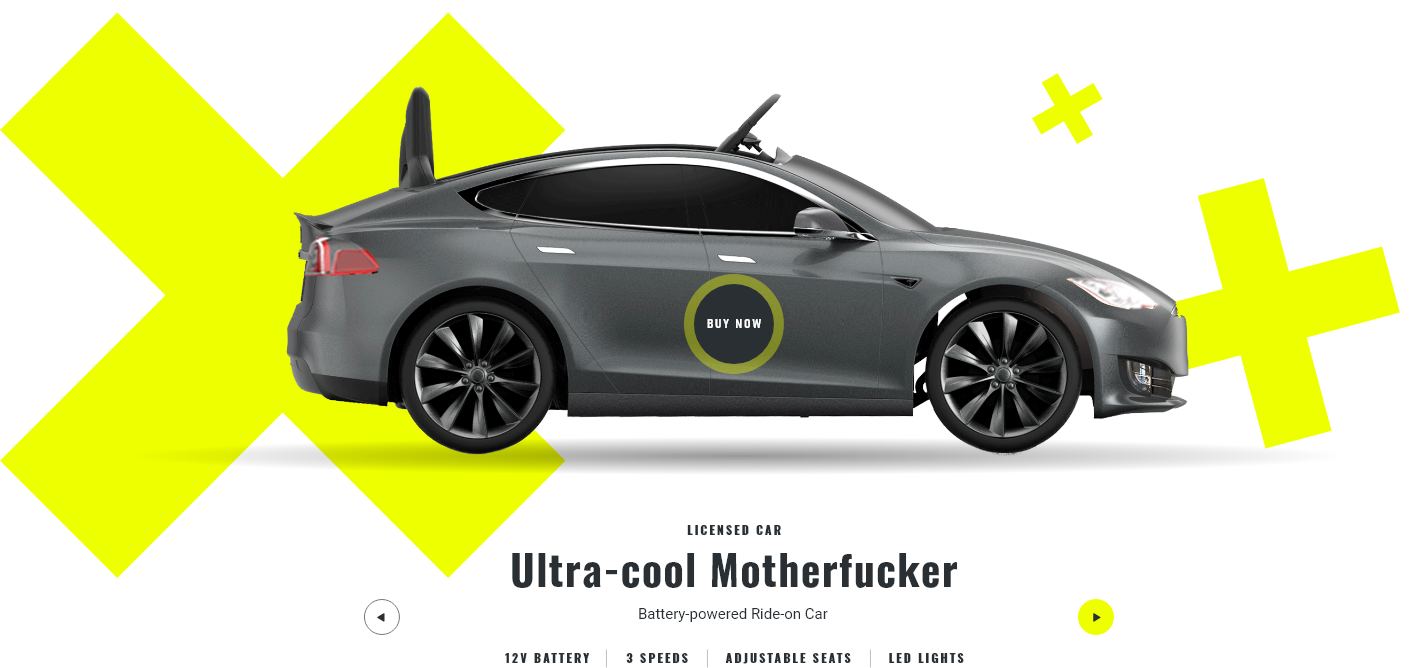 BUY NOW
LICENSED CAR
Ultra-cool Motherfucker
Battery-powered Ride-on Car
12V BATTERY
3 SPEEDS
ADJUSTABLE SEATS
LED LIGHTS